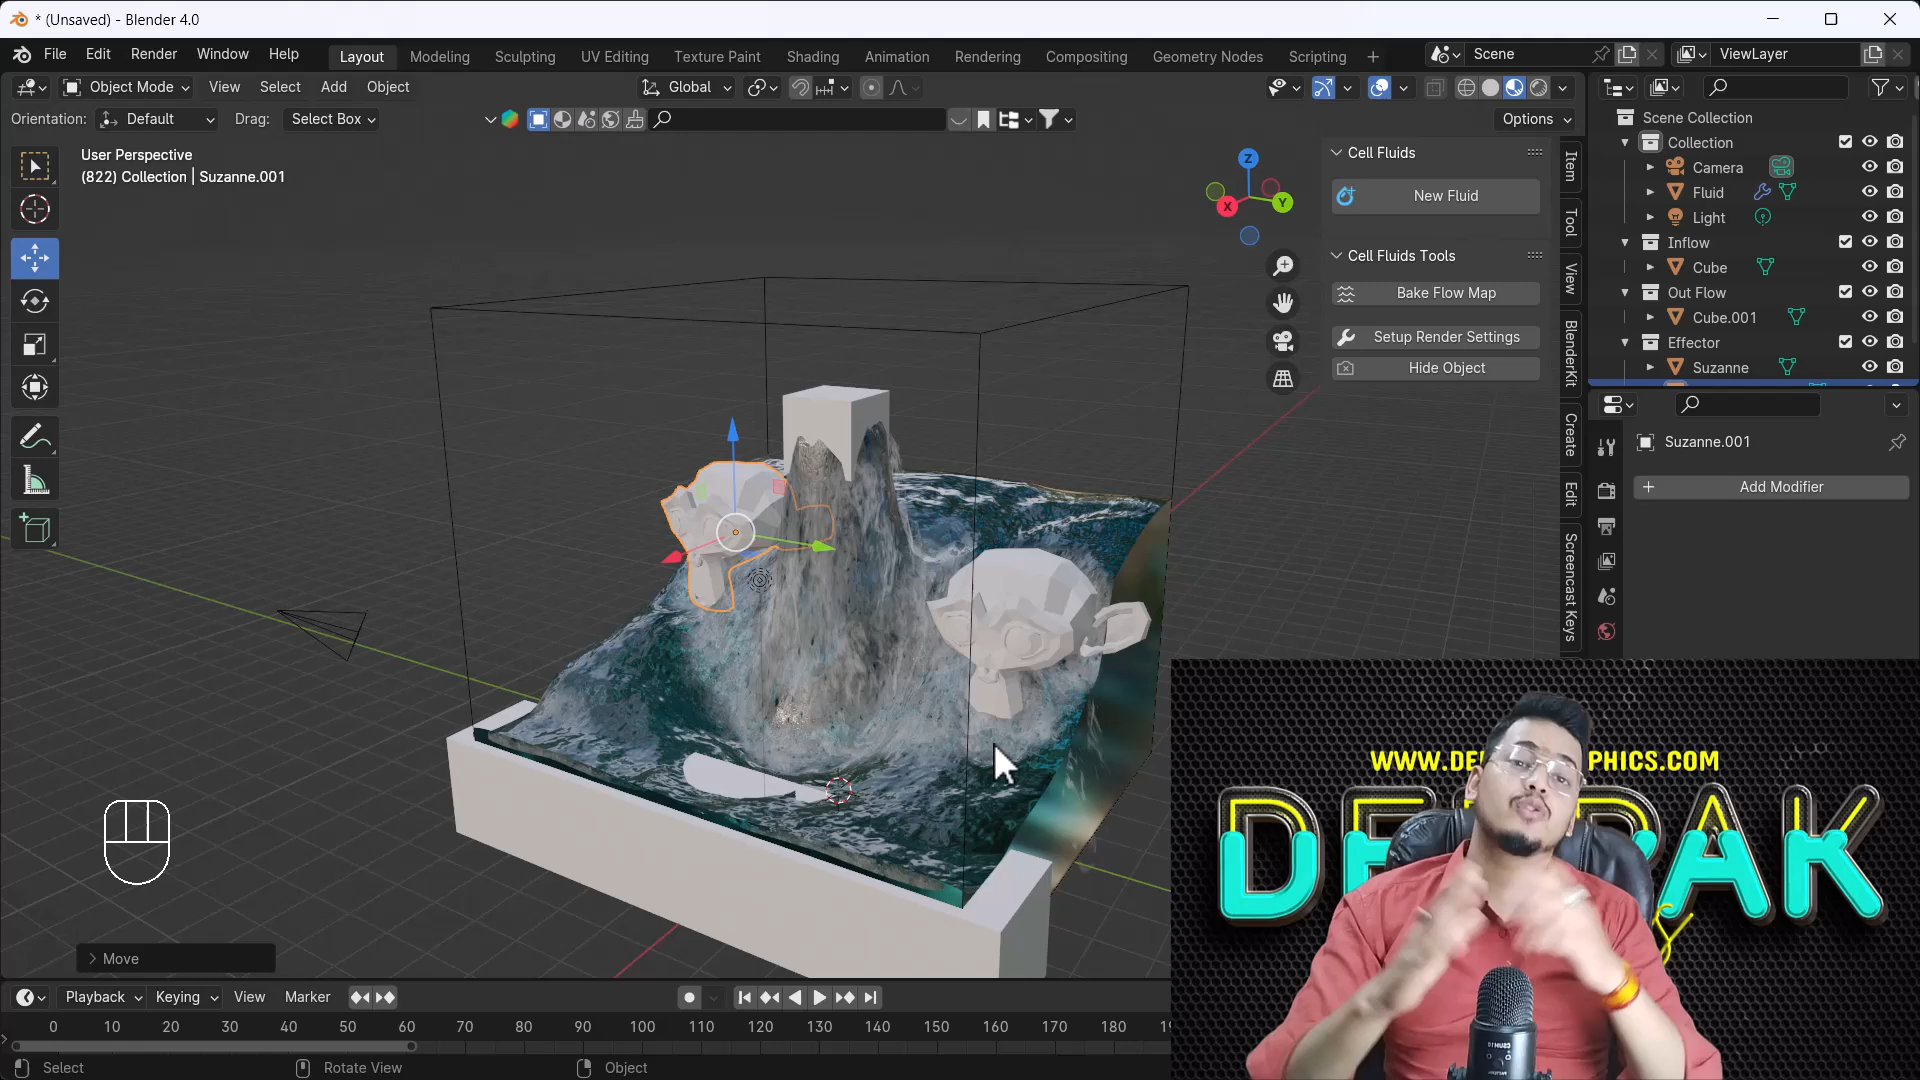 * (Unsaved) - Blender 4.0
File Edit Render Window Help Layout Modeling Sculpting UV Editing Texture Paint Shading Animation Rendering Compositing Geometry Nodes Scripting + Scene ViewLayer
Object Mode View Select Add Object Global
Orientation: Default Drag: Select Box Options
User Perspective
(822) Collection | Suzanne.001
Z
X
Y
Cell Fluids
New Fluid
Cell Fluids Tools
Bake Flow Map
Setup Render Settings
Hide Object
Item
Tool
View
BlenderKit
Create
Edit
Screencast Keys
Scene Collection
Collection
Camera
Fluid
Light
Inflow
Cube
Out Flow
Cube.001
Effector
Suzanne
Suzanne.001
+ Add Modifier
Move
Playback Keying View Marker
0 10 20 30 40 50 60 70 80 90 100 110 120 130 140 150 160 170 180
Select Rotate View Object